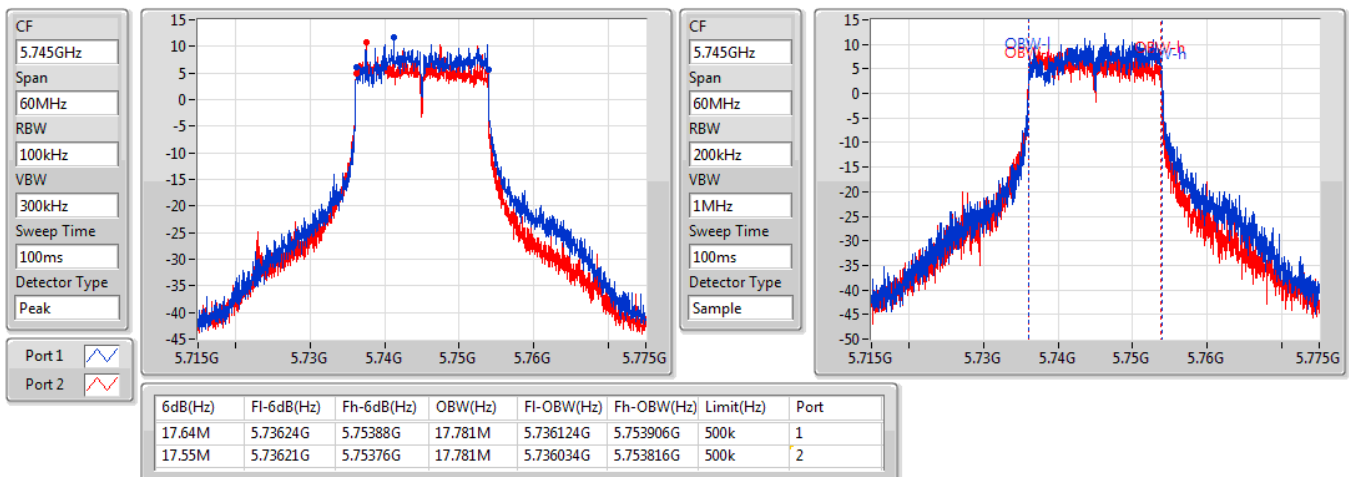 CF
5.745GHz
Span
60MHz
RBW
100kHz
VBW
300kHz
Sweep Time
100ms
Detector Type
Peak
Port 1
Port 2
15
10
5
0
-5
-10
-15
-20
-25
-30
-35
-40
-45
5.715G 5.73G 5.74G 5.75G 5.76G 5.775G
CF
5.745GHz
Span
60MHz
RBW
200kHz
VBW
1MHz
Sweep Time
100ms
Detector Type
Sample
15
10
5
0
-5
-10
-15
-20
-25
-30
-35
-40
-45
-50
OBW-l
5.715G 5.73G 5.74G 5.75G 5.76G 5.775G
6dB(Hz) Fl-6dB(Hz) Fh-6dB(Hz) OBW(Hz) Fl-OBW(Hz) Fh-OBW(Hz) Limit(Hz) Port
17.64M 5.73624G 5.75388G 17.781M 5.736124G 5.753906G 500k 1
17.55M 5.73621G 5.75376G 17.781M 5.736034G 5.753816G 500k 2